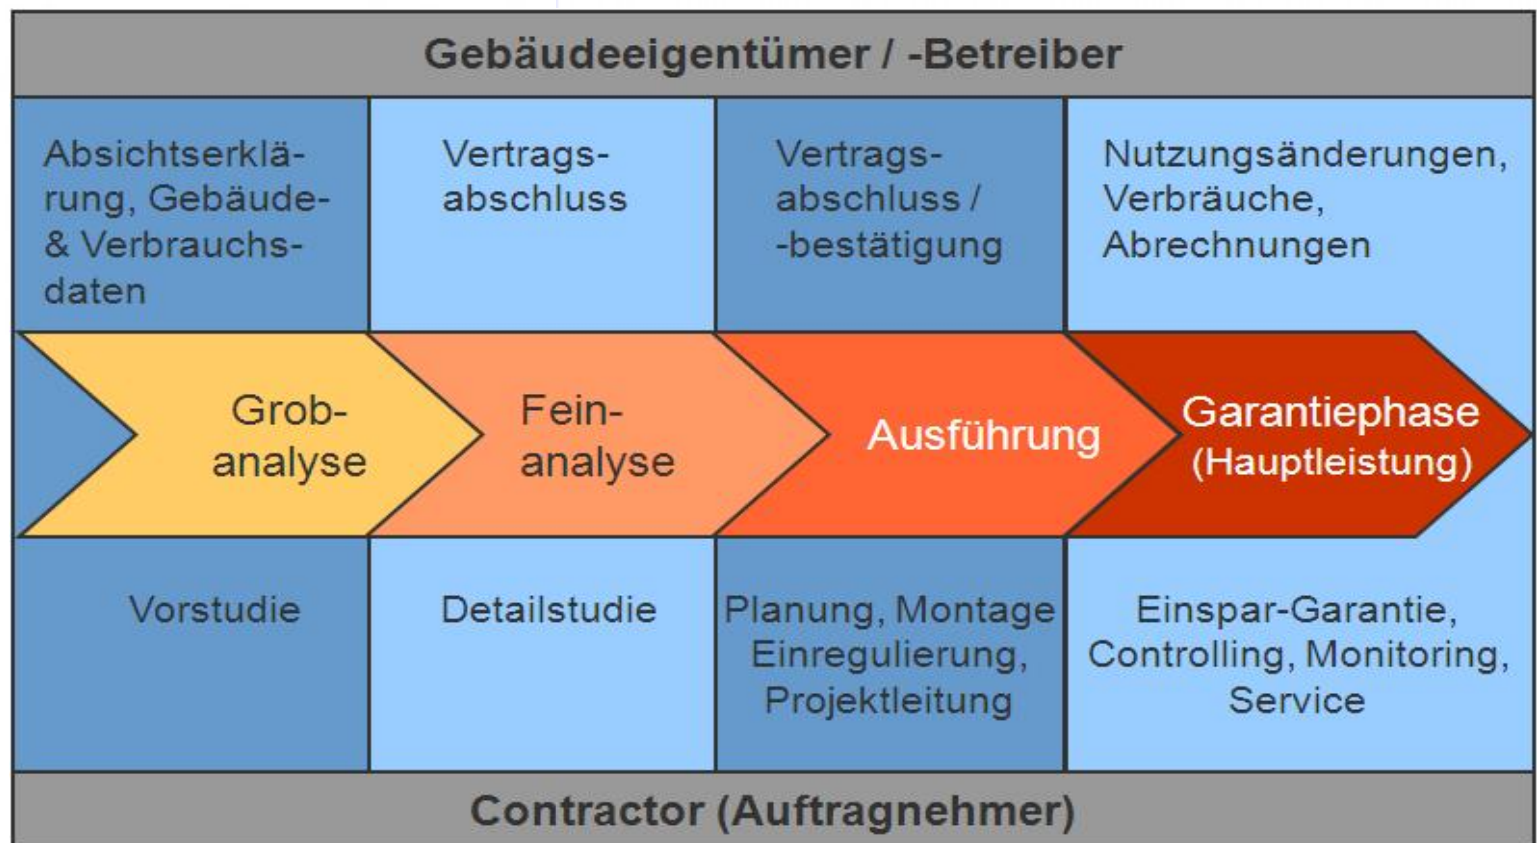 Gebäudeeigentümer / -Betreiber
Absichtserklä-
rung, Gebäude-
& Verbrauchs-
daten
Vertrags-
abschluss
Vertrags-
abschluss /
-bestätigung
Nutzungsänderungen,
Verbräuche,
Abrechnungen
Grob-
analyse
Fein-
analyse
Ausführung
Garantiephase
(Hauptleistung)
Vorstudie
Detailstudie
Planung, Montage
Einregulierung,
Projektleitung
Einspar-Garantie,
Controlling, Monitoring,
Service
Contractor (Auftragnehmer)